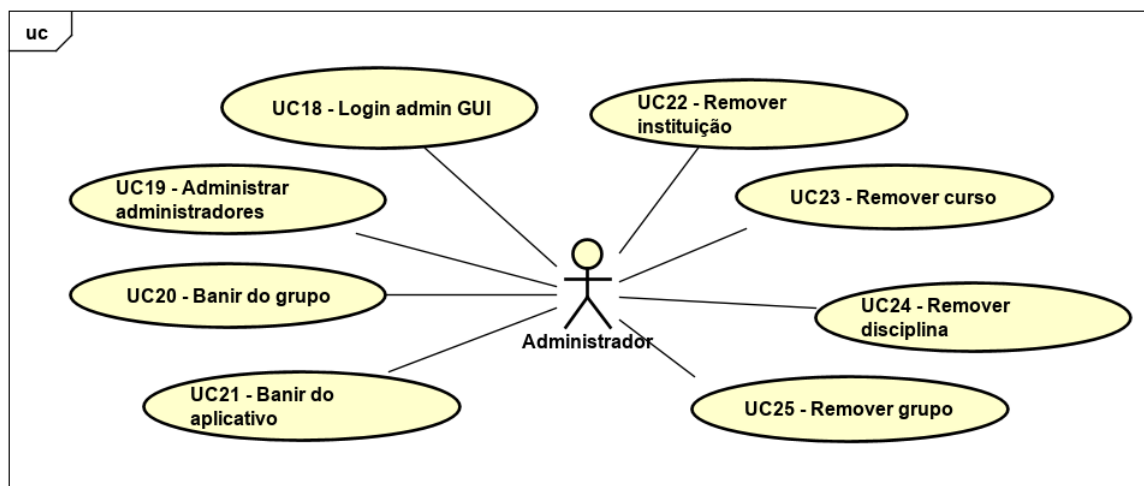 uc
UC18 - Login admin GUI
UC22 - Remover
instituição
UC19 - Administrar
administradores
UC23 - Remover curso
UC20 - Banir do grupo
UC24 - Remover
disciplina
Administrador
UC21 - Banir do
aplicativo
UC25 - Remover grupo